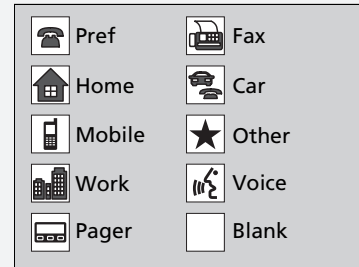 Pref
Fax
Home
Car
Mobile
Other
Work
Voice
Pager
Blank